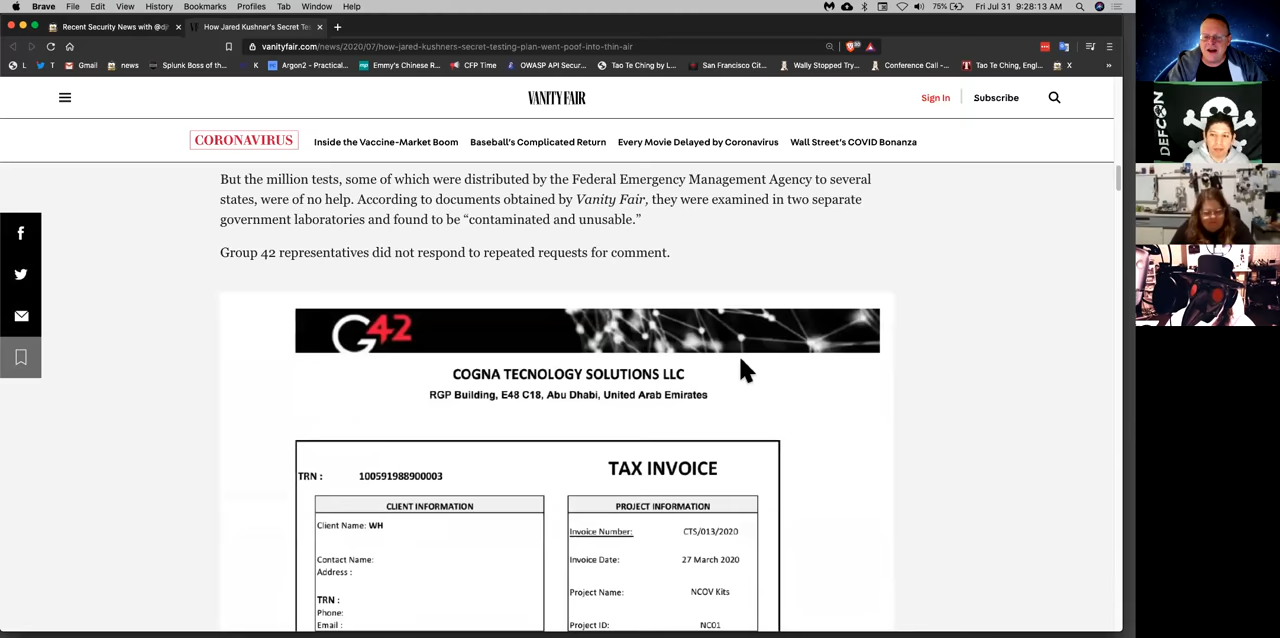 Brave File Edit View History Bookmarks Profiles Tab Window Help 75% Fri Jul 31 9:28:13 AM
Recent Security News with @dj How Jared Kushner's Secret Tes
vanityfair.com/news/2020/07/how-jared-kushners-secret-testing-plan-went-poof-into-thin-air
L T Gmail news Splunk Boss of th... K Argon2 - Practical... Emmy's Chinese R... CFP Time OWASP API Secur... Tao Te Ching by L... San Francisco Cit... Wally Stopped Try... Conference Call -... Tao Te Ching, Engl... X »
VANITY FAIR Sign In Subscribe
CORONAVIRUS Inside the Vaccine-Market Boom Baseball's Complicated Return Every Movie Delayed by Coronavirus Wall Street's COVID Bonanza
But the million tests, some of which were distributed by the Federal Emergency Management Agency to several
states, were of no help. According to documents obtained by Vanity Fair, they were examined in two separate
government laboratories and found to be “contaminated and unusable.”
Group 42 representatives did not respond to repeated requests for comment.
G42
COGNA TECNOLOGY SOLUTIONS LLC
RGP Building, E48 C18, Abu Dhabi, United Arab Emirates
TRN : 100591988900003
TAX INVOICE
CLIENT INFORMATION
Client Name: WH
Contact Name:
Address :
TRN :
Phone:
Email :
PROJECT INFORMATION
Invoice Number: CTS/013/2020
Invoice Date: 27 March 2020
Project Name: NCOV Kits
Project ID: NC01
DEFCON